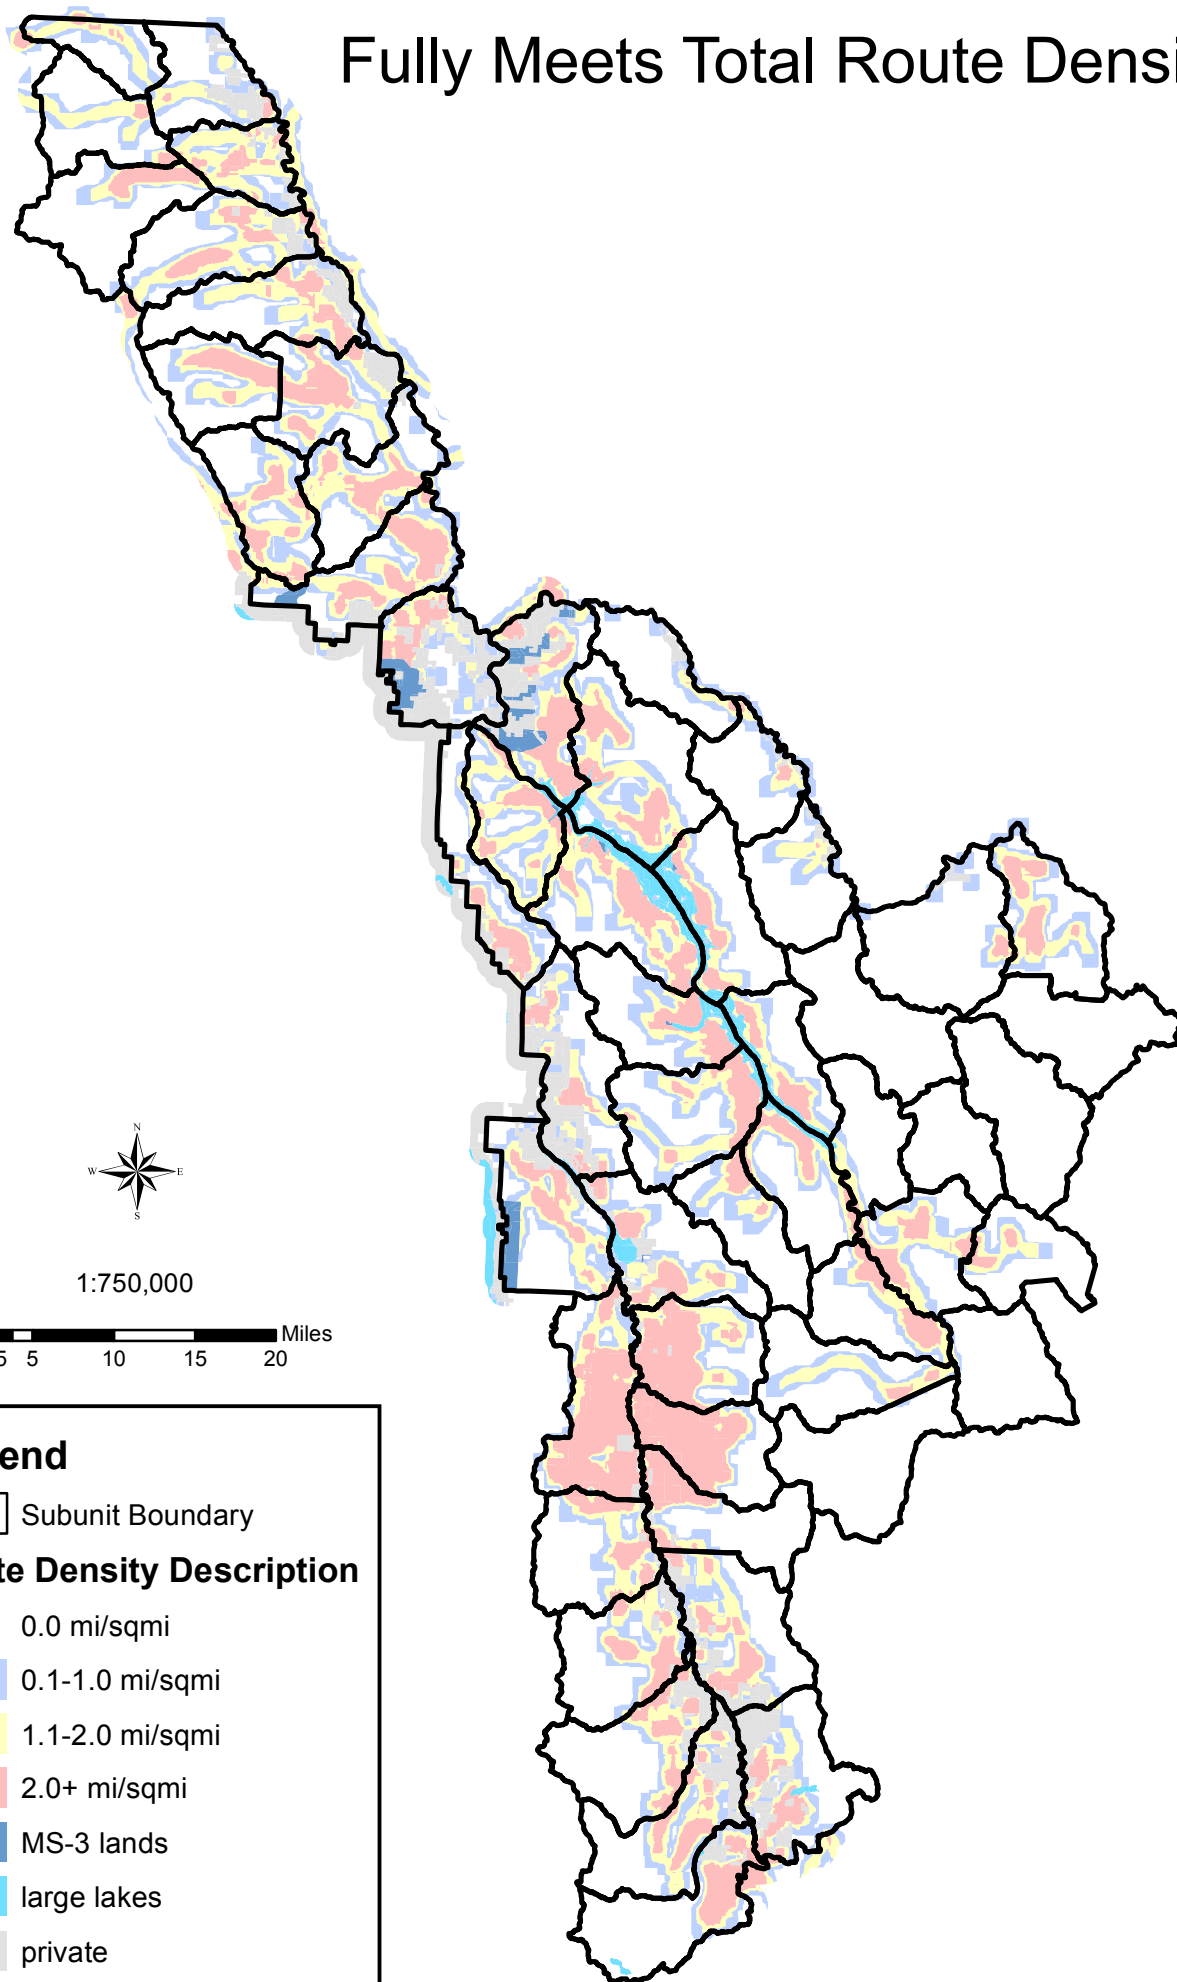 Fully Meets Total Route Densi
N
W E
S
1:750,000
5 5 10 15 20 Miles
end
Subunit Boundary
te Density Description
0.0 mi/sqmi
0.1-1.0 mi/sqmi
1.1-2.0 mi/sqmi
2.0+ mi/sqmi
MS-3 lands
large lakes
private